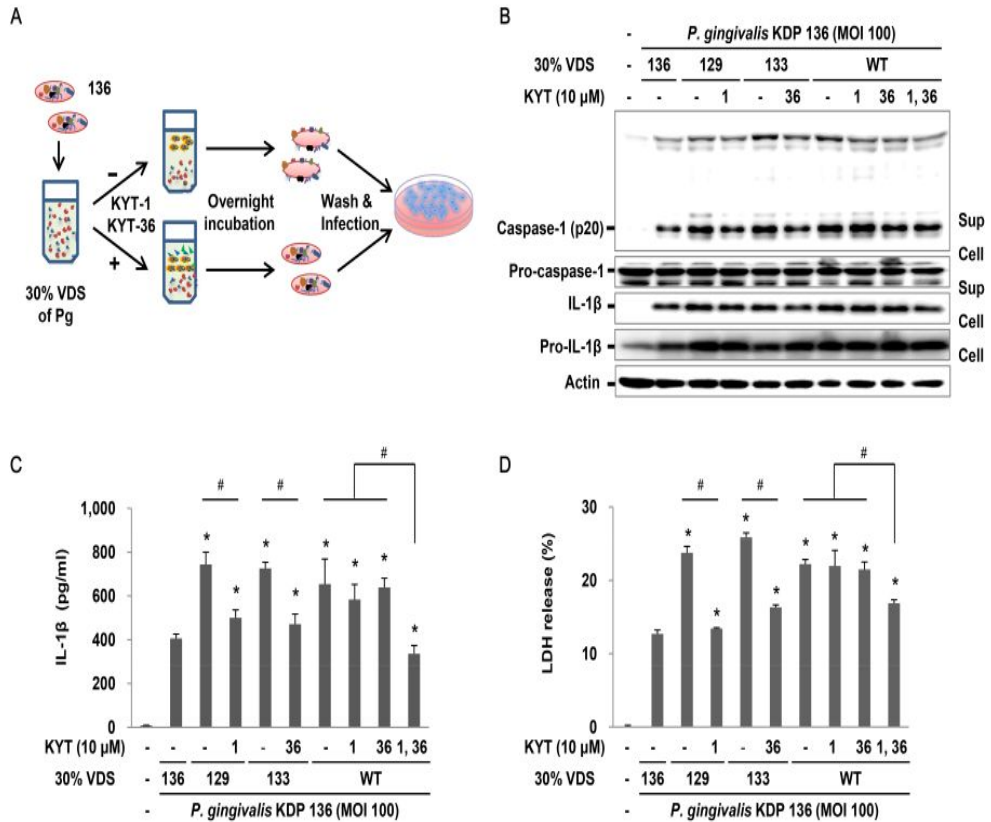 A
136
KYT-1
KYT-36
−
+
Overnight
incubation
Wash &
Infection
30% VDS
of Pg
B
- P. gingivalis KDP 136 (MOI 100)
30% VDS - 136 129 133 WT
KYT (10 µM) - - - 1 - 36 - 1 36 1, 36
Caspase-1 (p20)
Sup
Cell
Pro-caspase-1
Sup
IL-1β
Cell
Pro-IL-1β
Cell
Actin
C
#
# #
1,000
800
600
400
200
0
IL-1β (pg/ml)
* * * * * * * *
KYT (10 µM) - - - 1 - 36 - 1 36 1, 36
30% VDS - 136 129 133 WT
- P. gingivalis KDP 136 (MOI 100)
D
#
# #
30
20
10
0
LDH release (%)
* * * * * * * *
KYT (10 µM) - - - 1 - 36 - 1 36 1, 36
30% VDS - 136 129 133 WT
- P. gingivalis KDP 136 (MOI 100)